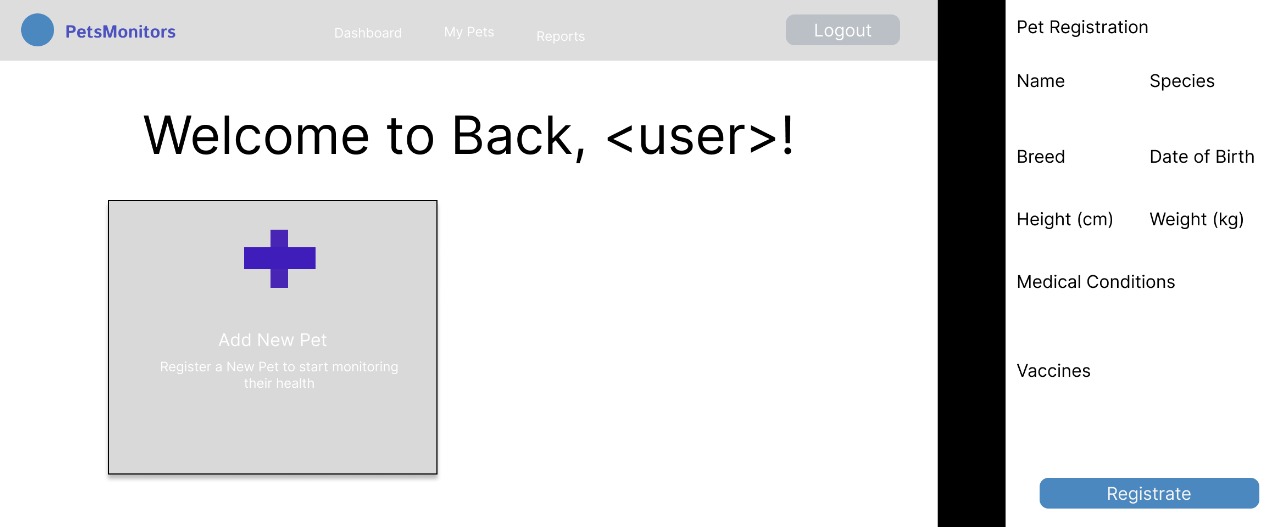 PetsMonitors
Dashboard
My Pets
Reports
Logout
Welcome to Back, <user>!
Add New Pet
Register a New Pet to start monitoring
their health
Pet Registration
Name
Species
Breed
Date of Birth
Height (cm)
Weight (kg)
Medical Conditions
Vaccines
Registrate